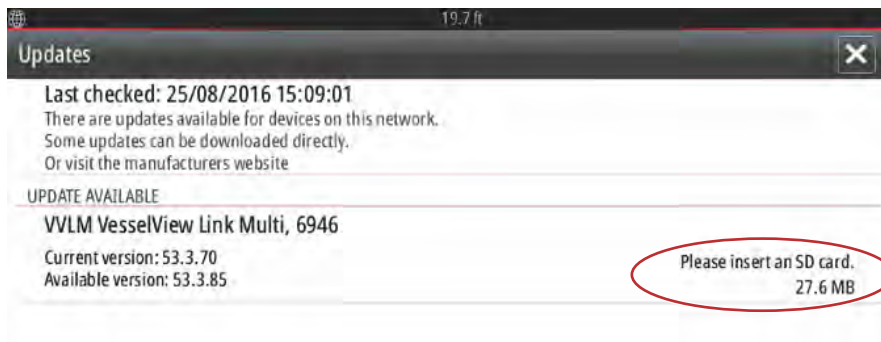 19.7 ft
Updates
Last checked: 25/08/2016 15:09:01
There are updates available for devices on this network.
Some updates can be downloaded directly.
Or visit the manufacturers website
UPDATE AVAILABLE
VVLM VesselView Link Multi, 6946
Current version: 53.3.70
Available version: 53.3.85
Please insert an SD card.
27.6 MB